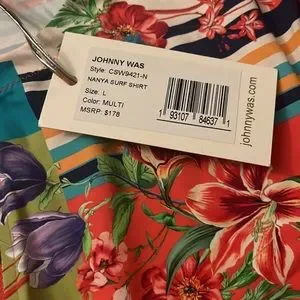 JOHNNY WAS
Style: CSW9421-N
NANYA SURF SHIRT
Size: L
Color: MULTI
MSRP: $178
1 93107 84637 1
johnnywas.com